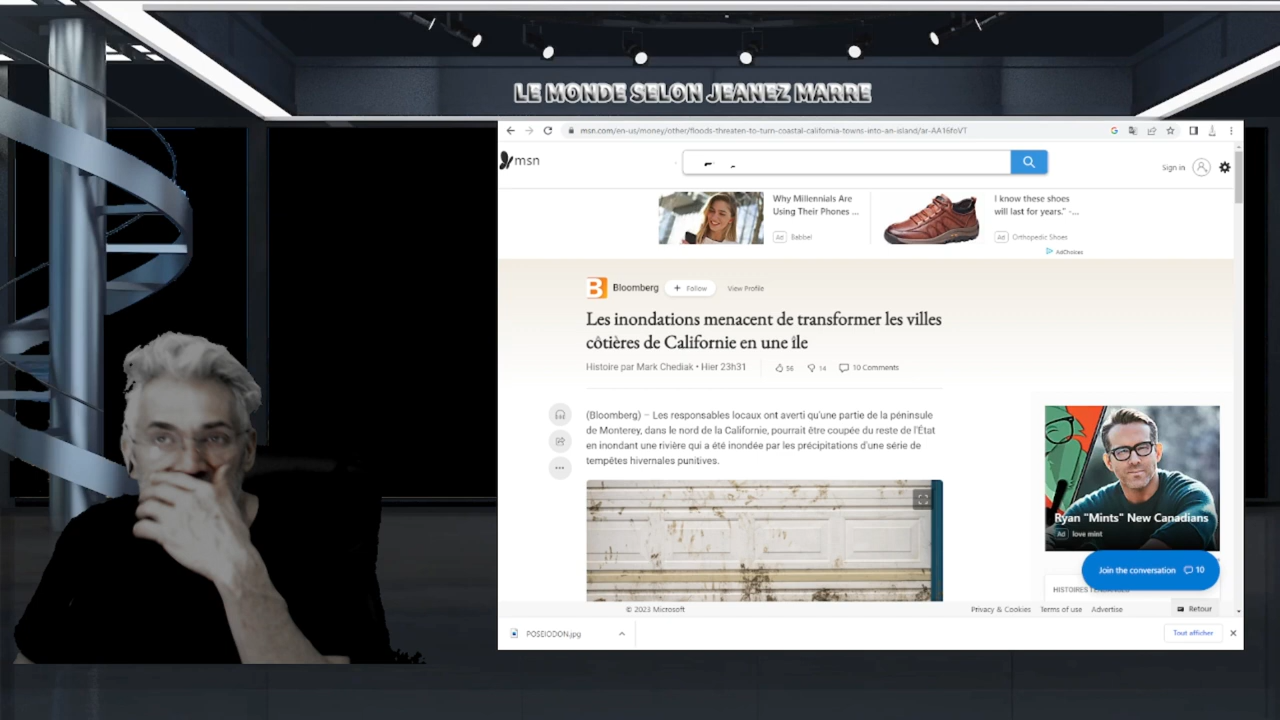 LE MONDE SELON JEANEZ MARRE
msn.com/en-us/money/other/floods-threaten-to-turn-coastal-california-towns-into-an-island/ar-AA16foVT
msn
Sign in
Why Millennials Are
Using Their Phones ...
Ad Babbel
I know these shoes
will last for years." -...
Ad Orthopedic Shoes
AdChoices
B Bloomberg + Follow View Profile
Les inondations menacent de transformer les villes
côtières de Californie en une île
Histoire par Mark Chediak • Hier 23h31
56 14 10 Comments
(Bloomberg) – Les responsables locaux ont averti qu'une partie de la péninsule
de Monterey, dans le nord de la Californie, pourrait être coupée du reste de l'État
en inondant une rivière qui a été inondée par les précipitations d'une série de
tempêtes hivernales punitives.
Ryan "Mints" New Canadians
Ad love mint
Join the conversation 10
HISTOIRES
© 2023 Microsoft
Privacy & Cookies Terms of use Advertise
Retour
POSEIODON.jpg
Tout afficher